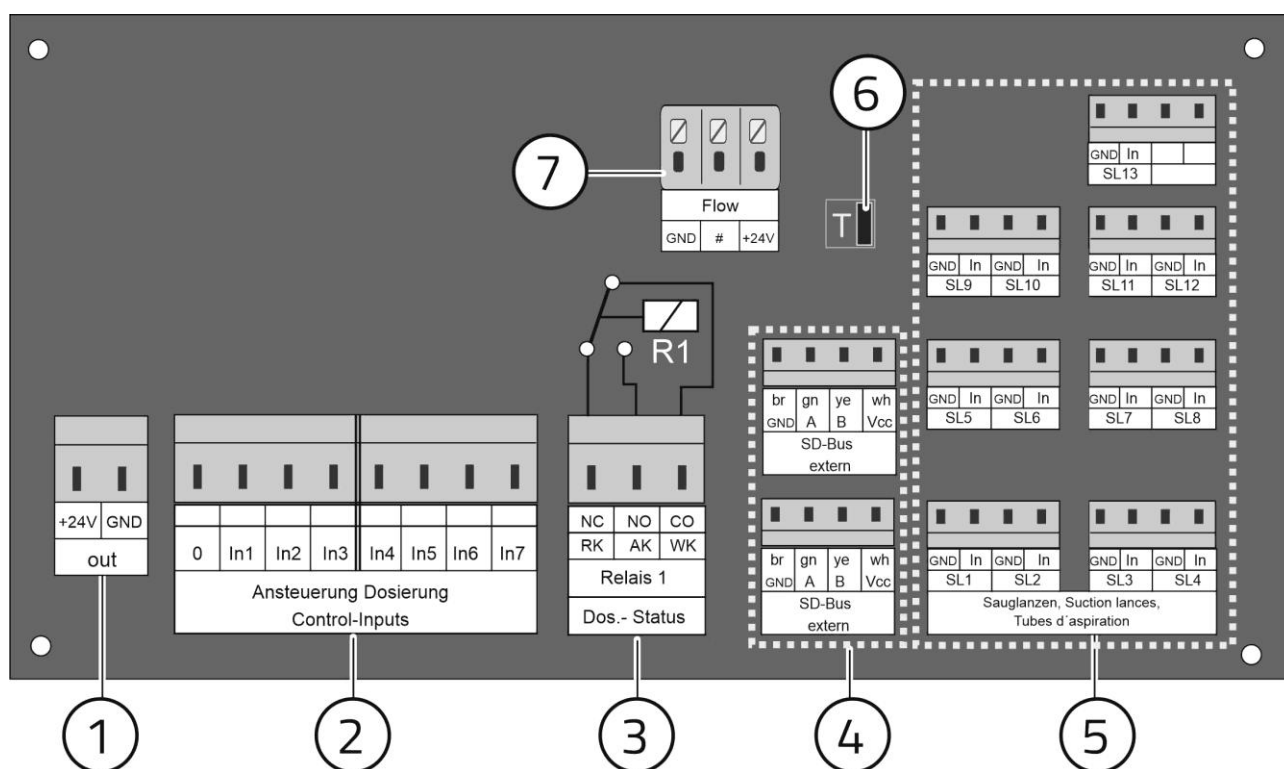 6
7
GND In
SL13
Flow
GND # +24V
T
GND In GND In
SL9 SL10
GND In GND In
SL11 SL12
R1
br gn ye wh
GND A B Vcc
SD-Bus
extern
GND In GND In
SL5 SL6
GND In GND In
SL7 SL8
+24V GND
out
0 In1 In2 In3 In4 In5 In6 In7
Ansteuerung Dosierung
Control-Inputs
NC NO CO
RK AK WK
Relais 1
Dos.- Status
br gn ye wh
GND A B Vcc
SD-Bus
extern
GND In GND In
SL1 SL2
GND In GND In
SL3 SL4
Sauglanzen, Suction lances,
Tubes d´aspiration
1
2
3
4
5